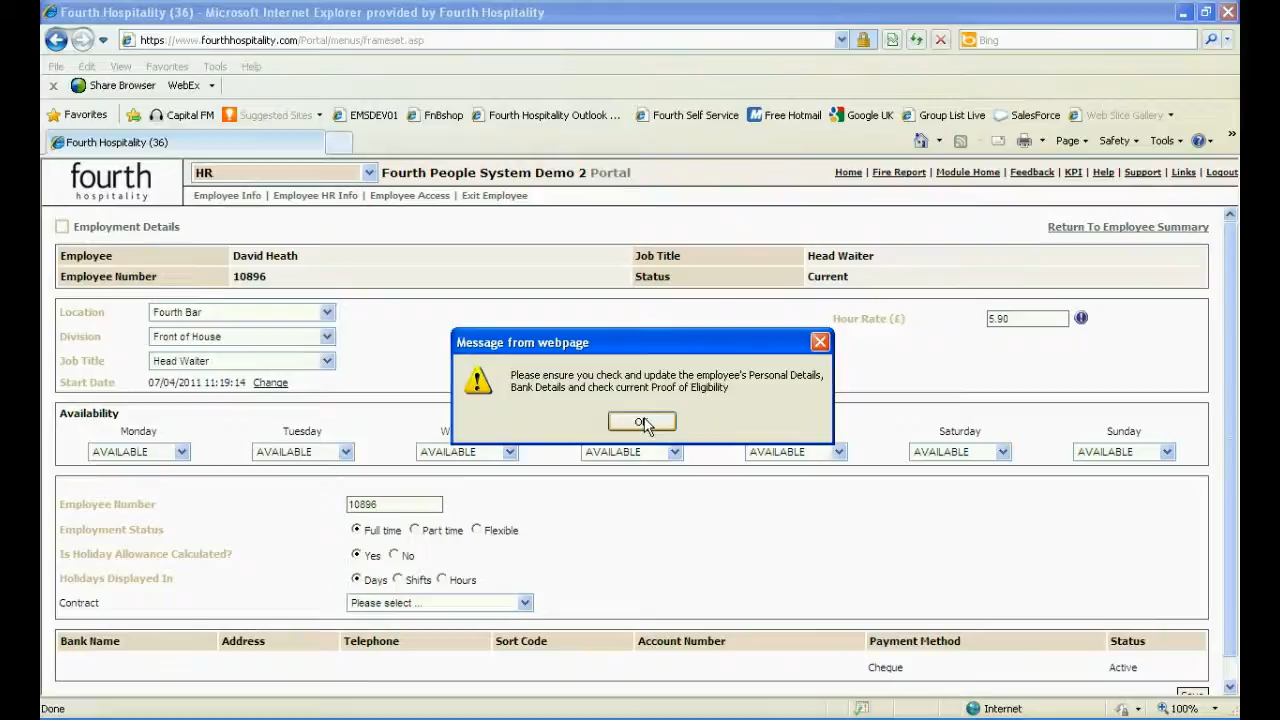 Fourth Hospitality (36) - Microsoft Internet Explorer provided by Fourth Hospitality
https://www.fourthhospitality.com/Portal/menus/frameset.asp
Bing
File Edit View Favorites Tools Help
Share Browser WebEx
Favorites Capital FM Suggested Sites EMSDEV01 FnBshop Fourth Hospitality Outlook ... Fourth Self Service Free Hotmail Google UK Group List Live SalesForce Web Slice Gallery
Fourth Hospitality (36) Page Safety Tools
fourth
hospitality
HR Fourth People System Demo 2 Portal
Home | Fire Report | Module Home | Feedback | KPI | Help | Support | Links | Logout
Employee Info | Employee HR Info | Employee Access | Exit Employee
Employment Details Return To Employee Summary
Employee David Heath Job Title Head Waiter
Employee Number 10896 Status Current
Location Fourth Bar Hour Rate (£) 5.90
Division Front of House
Job Title Head Waiter
Start Date 07/04/2011 11:19:14 Change
Message from webpage
Please ensure you check and update the employee's Personal Details,
Bank Details and check current Proof of Eligibility
Availability
Monday Tuesday Saturday Sunday
AVAILABLE AVAILABLE AVAILABLE AVAILABLE AVAILABLE AVAILABLE AVAILABLE
Employee Number 10896
Employment Status Full time Part time Flexible
Is Holiday Allowance Calculated? Yes No
Holidays Displayed In Days Shifts Hours
Contract Please select ...
Bank Name Address Telephone Sort Code Account Number Payment Method Status
Cheque Active
Done Internet 100%